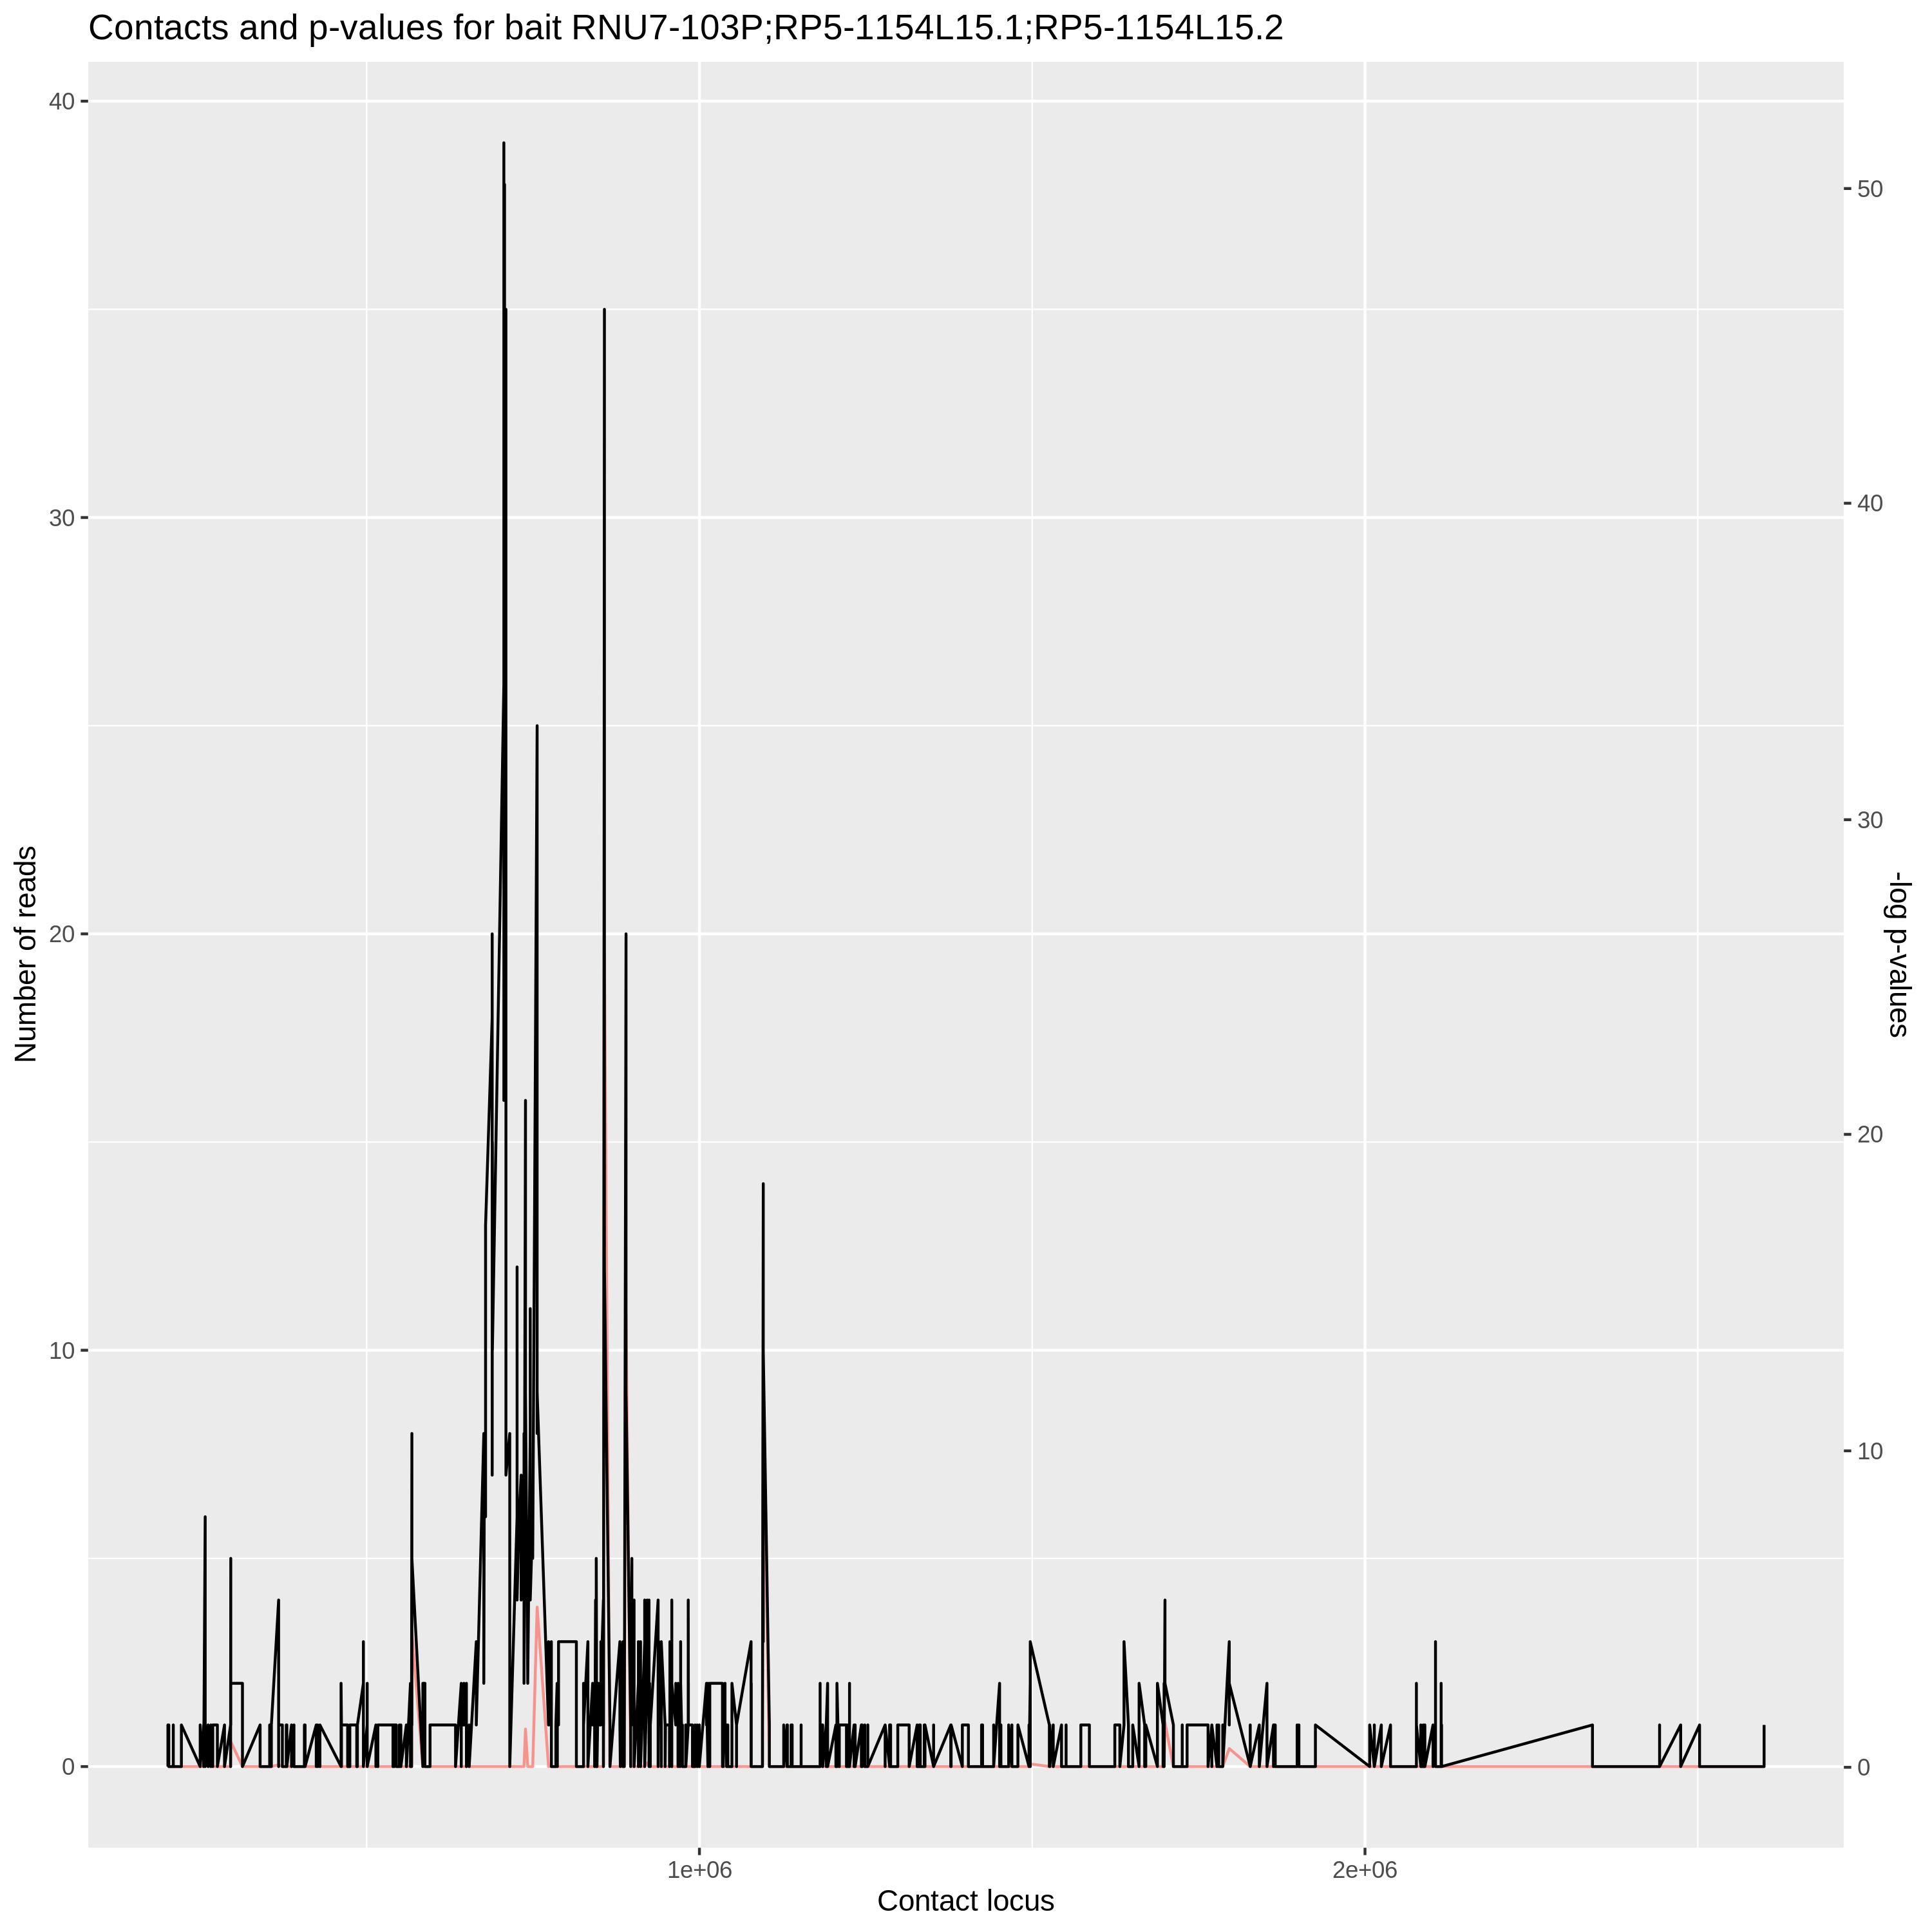 Contacts and p-values for bait RNU7-103P;RP5-1154L15.1;RP5-1154L15.2
40
30
20
10
0
Number of reads
50
40
30
20
10
0
-log p-values
1e+06
2e+06
Contact locus